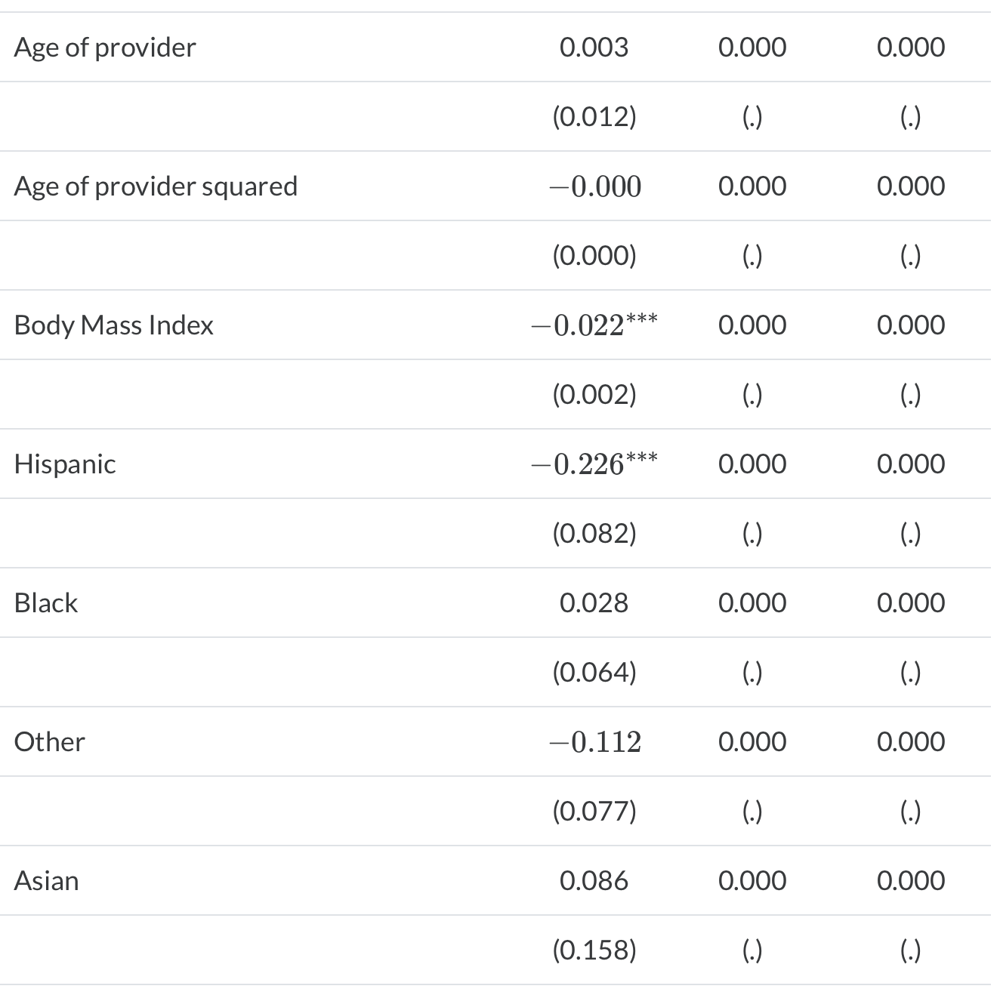 Age of provider 0.003 0.000 0.000
(0.012) (.) (.)
Age of provider squared −0.000 0.000 0.000
(0.000) (.) (.)
Body Mass Index −0.022*** 0.000 0.000
(0.002) (.) (.)
Hispanic −0.226*** 0.000 0.000
(0.082) (.) (.)
Black 0.028 0.000 0.000
(0.064) (.) (.)
Other −0.112 0.000 0.000
(0.077) (.) (.)
Asian 0.086 0.000 0.000
(0.158) (.) (.)